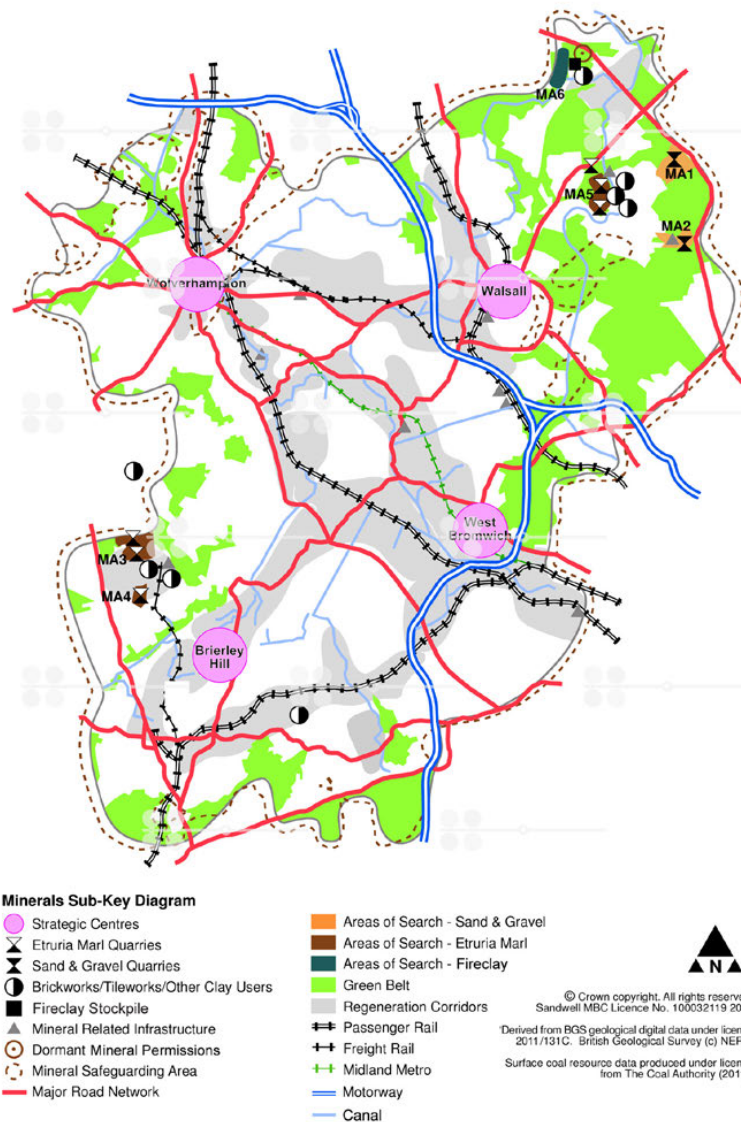 MA6
MA1
MA5
MA2
Wolverhampton
Walsall
West
Bromwich
MA3
MA4
Brierley
Hill
Minerals Sub-Key Diagram
Strategic Centres
Etruria Marl Quarries
Sand & Gravel Quarries
Brickworks/Tileworks/Other Clay Users
Fireclay Stockpile
Mineral Related Infrastructure
Dormant Mineral Permissions
Mineral Safeguarding Area
Major Road Network
Areas of Search - Sand & Gravel
Areas of Search - Etruria Marl
Areas of Search - Fireclay
Green Belt
Regeneration Corridors
Passenger Rail
Freight Rail
Midland Metro
Motorway
Canal
N
© Crown copyright. All rights reserve
Sandwell MBC Licence No. 100032119 20
'Derived from BGS geological digital data under licen
2011/131C. British Geological Survey (c) NER
Surface coal resource data produced under licen
from The Coal Authority (201